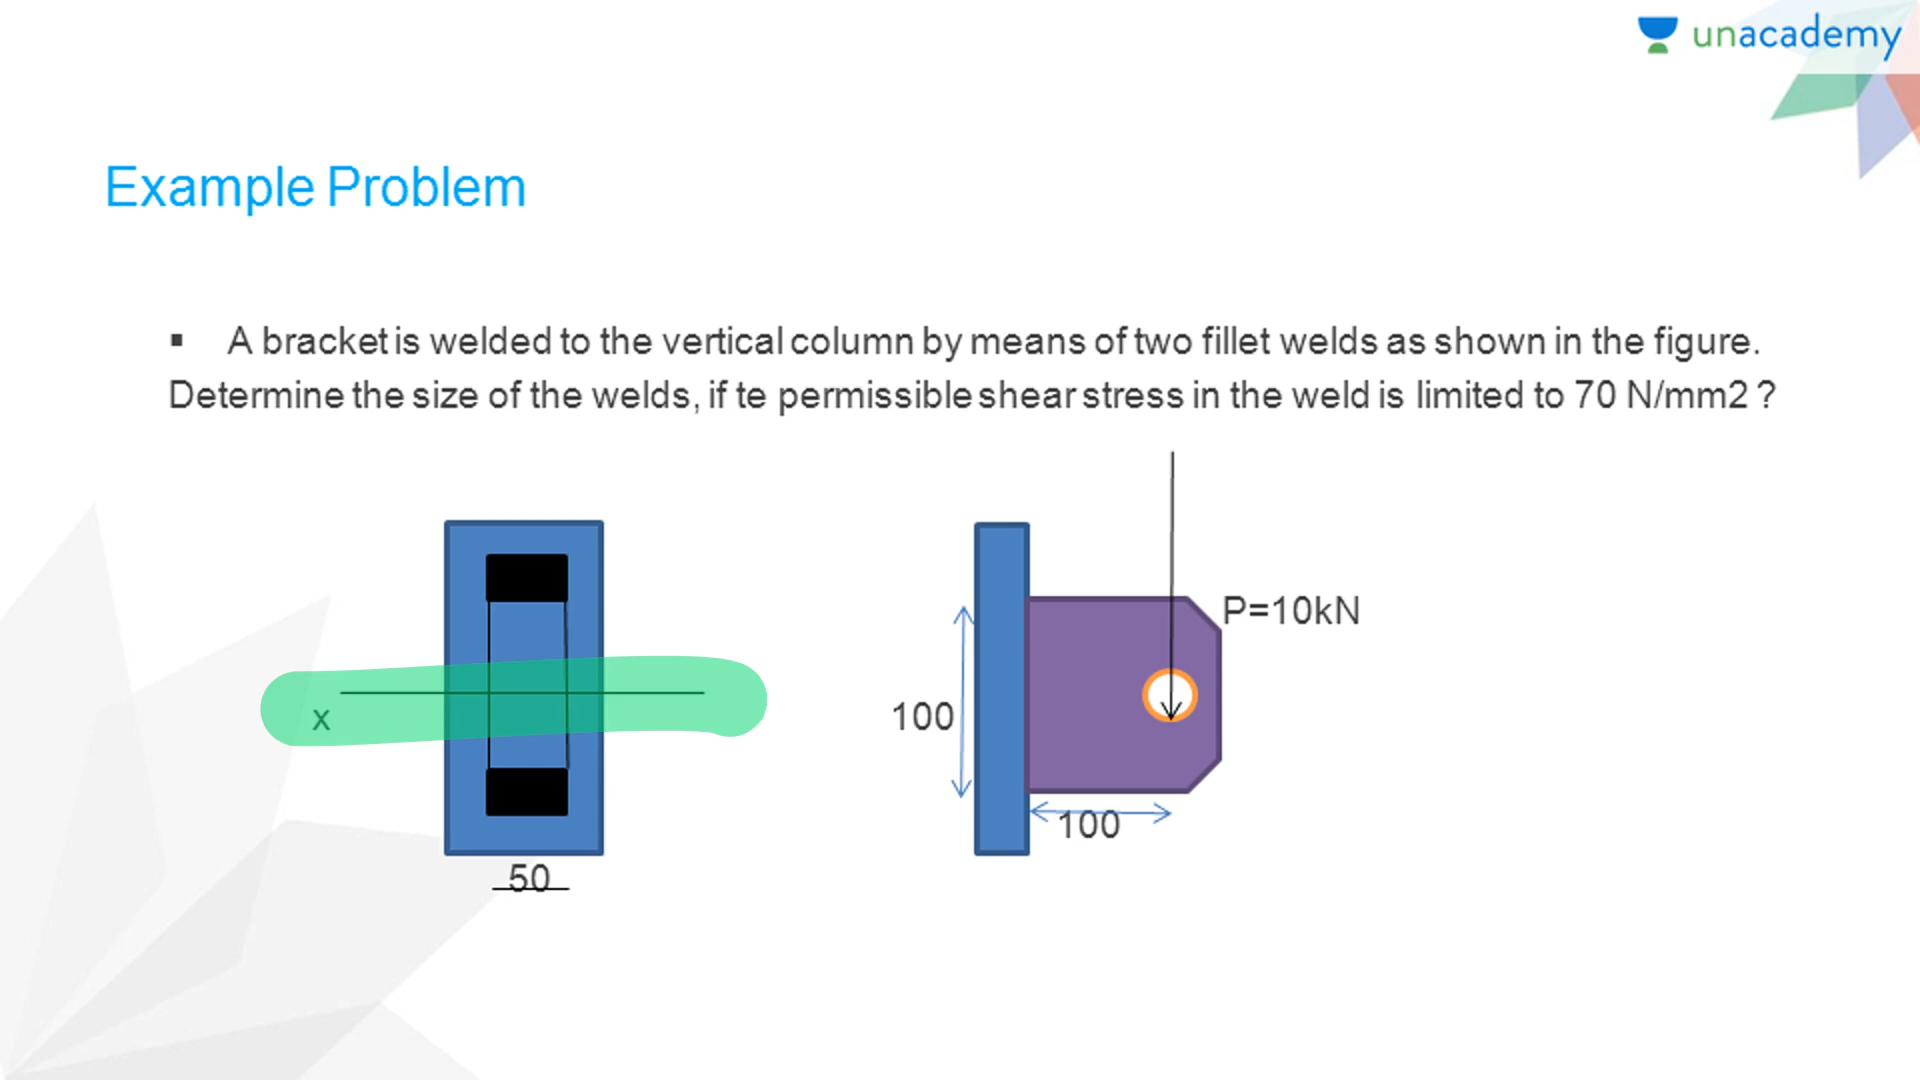 unacademy
Example Problem
▪ A bracket is welded to the vertical column by means of two fillet welds as shown in the figure.
Determine the size of the welds, if te permissible shear stress in the weld is limited to 70 N/mm2 ?
P=10kN
x
100
100
50